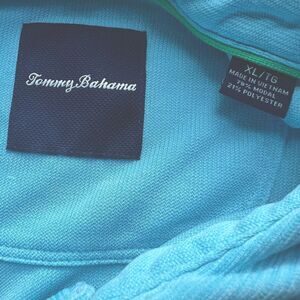 Tommy Bahama
XL/TG
MADE IN VIETNAM
79% MODAL
21% POLYESTER